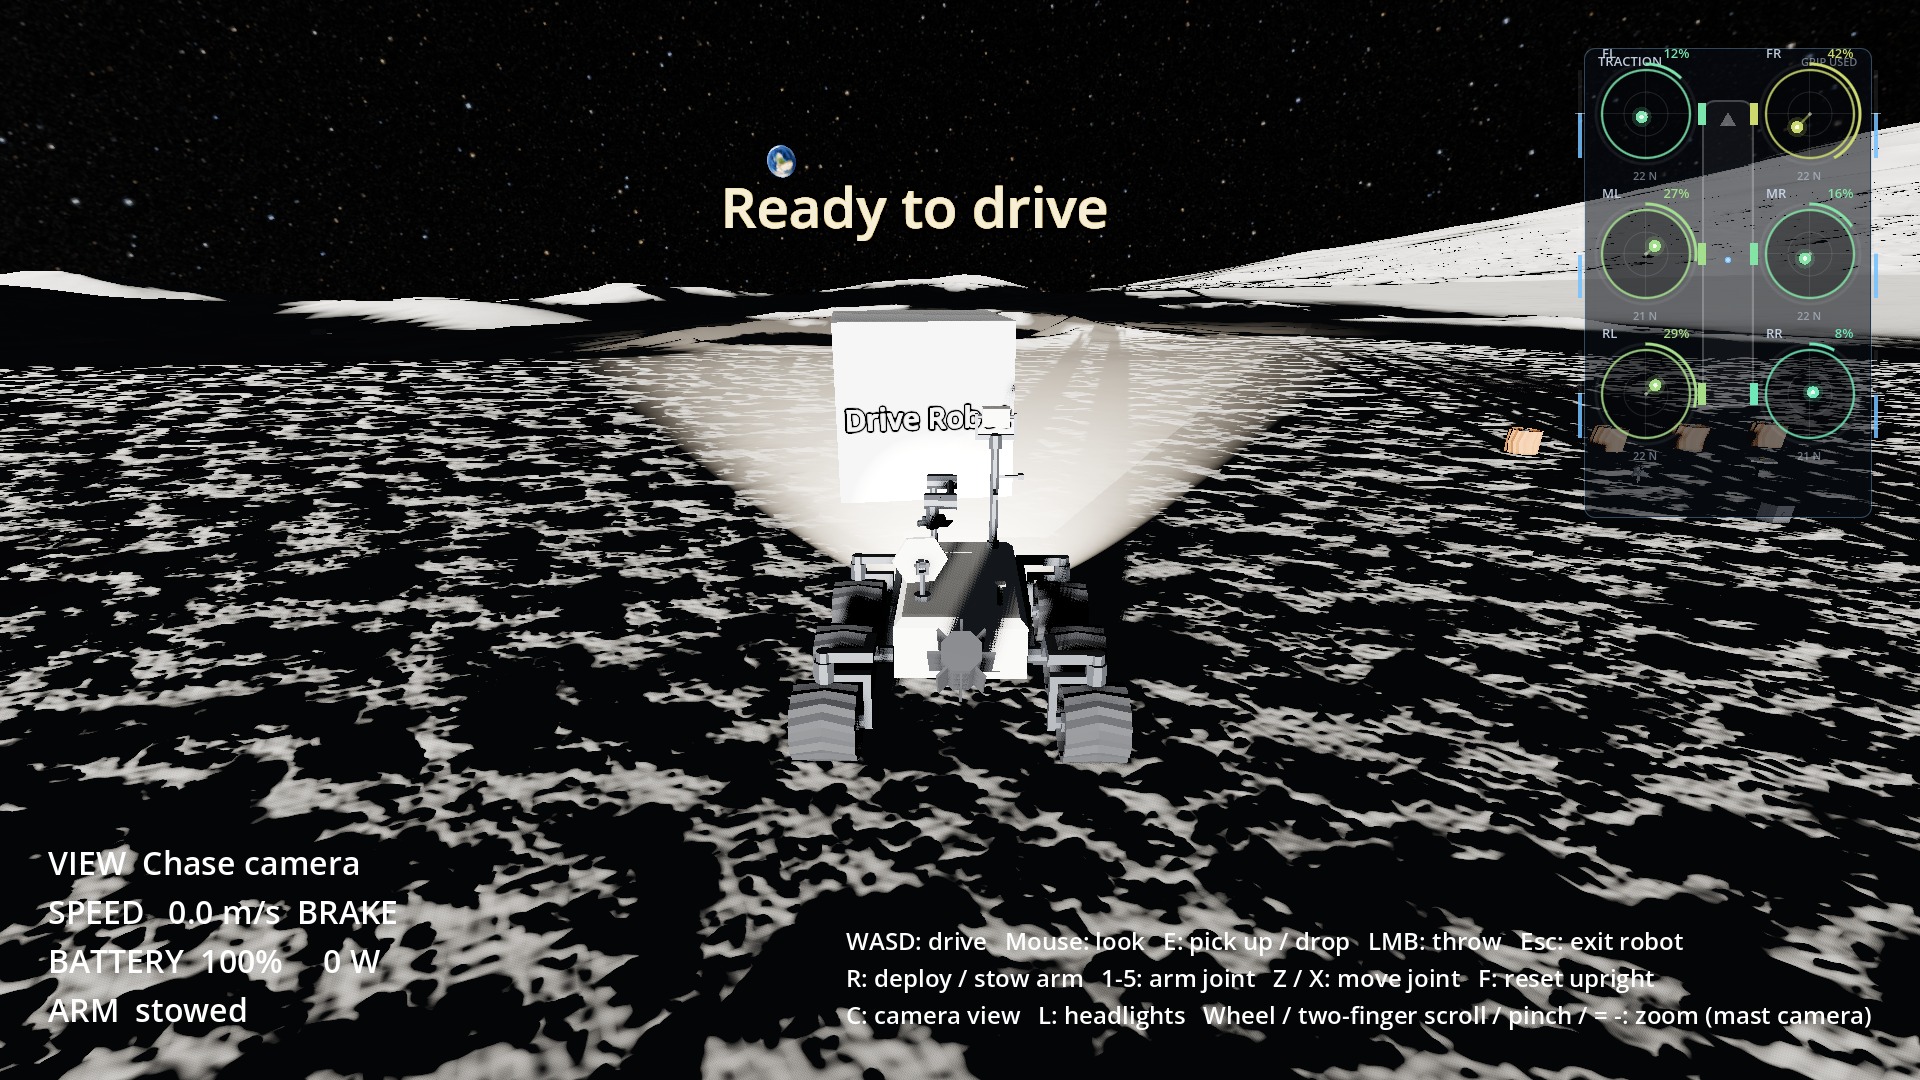 FL 12% FR 42%
TRACTION GRIP USED
22 N 22 N
ML 27% MR 16%
21 N 22 N
RL 29% RR 8%
22 N 21 N
Ready to drive
Drive Rob
VIEW Chase camera
SPEED 0.0 m/s BRAKE
BATTERY 100% 0 W
ARM stowed
WASD: drive Mouse: look E: pick up / drop LMB: throw Esc: exit robot
R: deploy / stow arm 1-5: arm joint Z / X: move joint F: reset upright
C: camera view L: headlights Wheel / two-finger scroll / pinch / = -: zoom (mast camera)